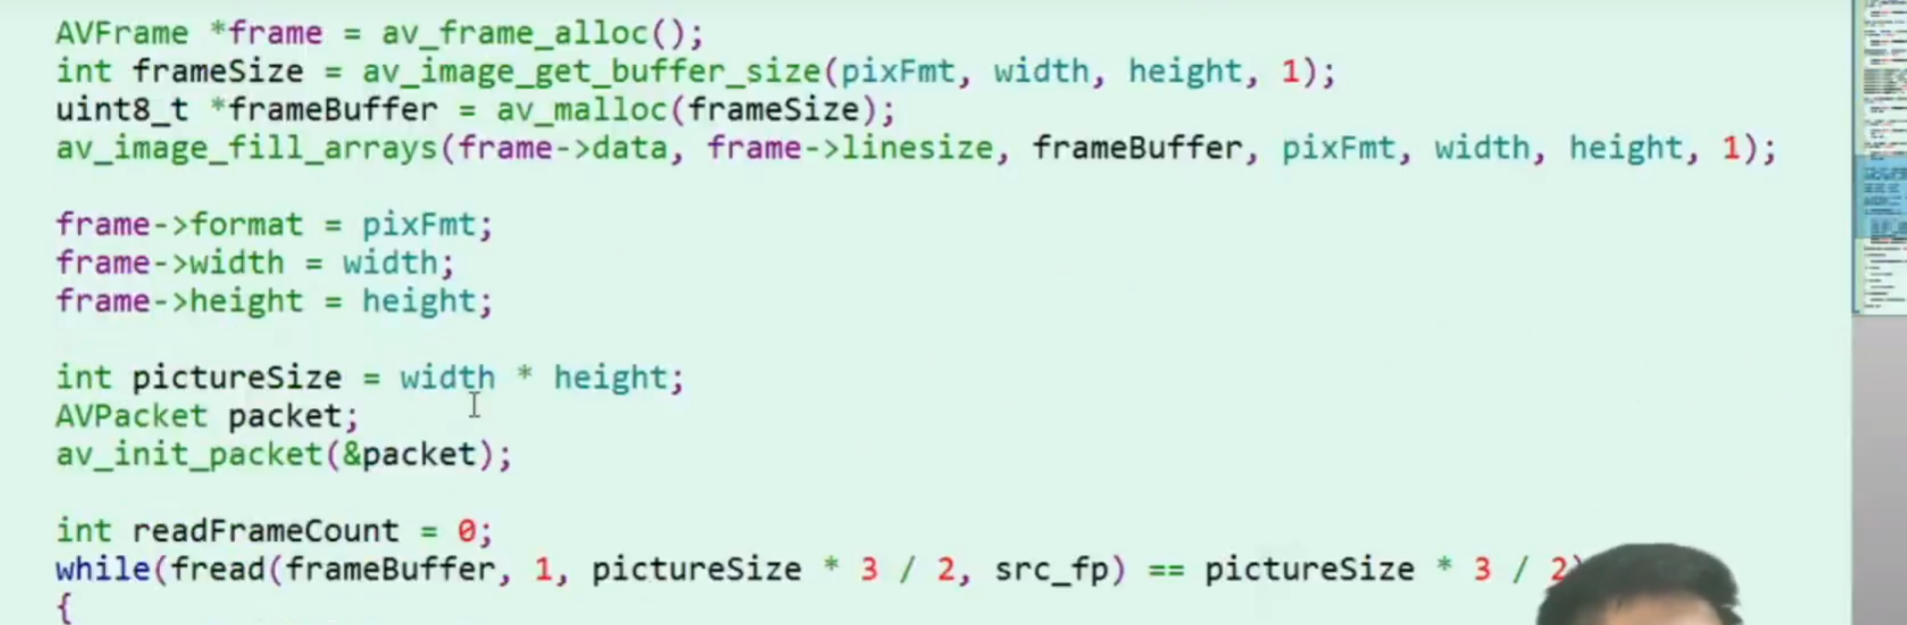 AVFrame *frame = av_frame_alloc();
int frameSize = av_image_get_buffer_size(pixFmt, width, height, 1);
uint8_t *frameBuffer = av_malloc(frameSize);
av_image_fill_arrays(frame->data, frame->linesize, frameBuffer, pixFmt, width, height, 1);
frame->format = pixFmt;
frame->width = width;
frame->height = height;
int pictureSize = width * height;
AVPacket packet;
av_init_packet(&packet);
int readFrameCount = 0;
while(fread(frameBuffer, 1, pictureSize * 3 / 2, src_fp) == pictureSize * 3 / 2)
{